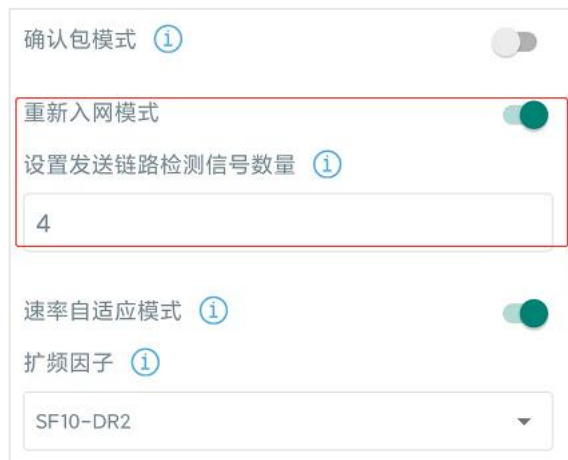 确认包模式
重新入网模式
设置发送链路检测信号数量
4
速率自适应模式
扩频因子
SF10-DR2